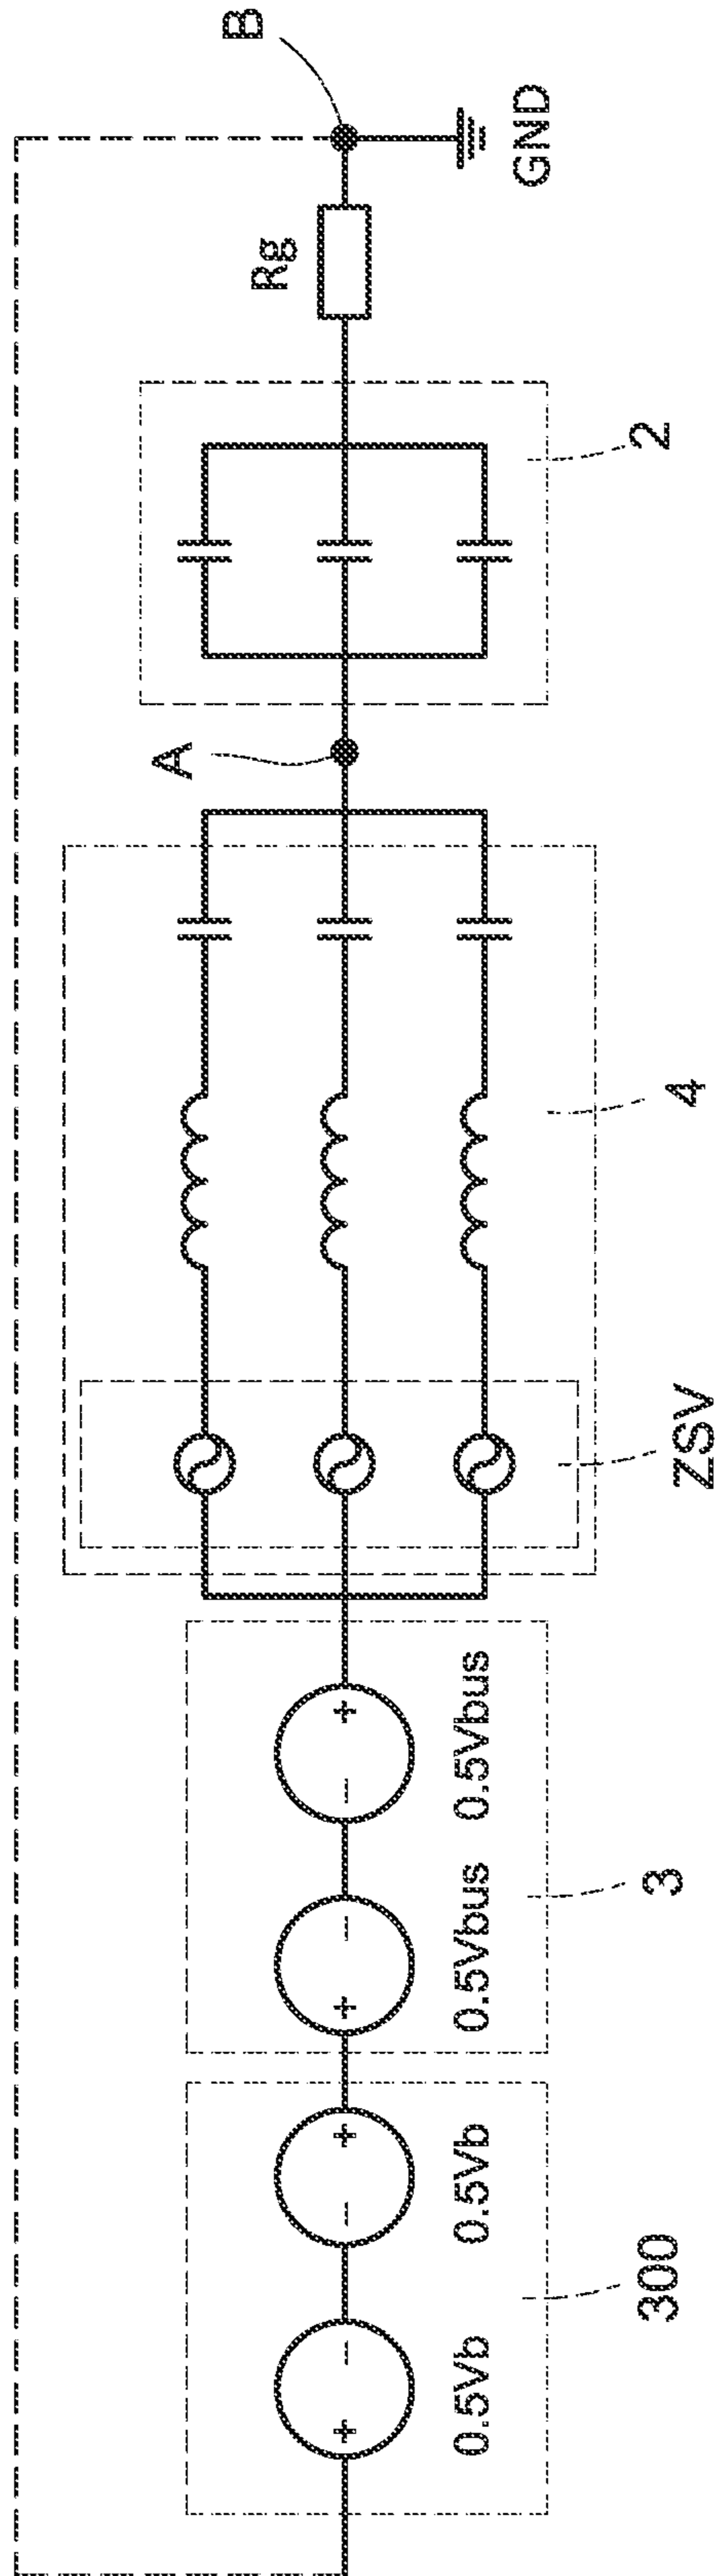 A
B
Rg
+ − − + + − − +
0.5Vb 0.5Vb 0.5Vbus 0.5Vbus
GND
300
3
ZSV
4
2